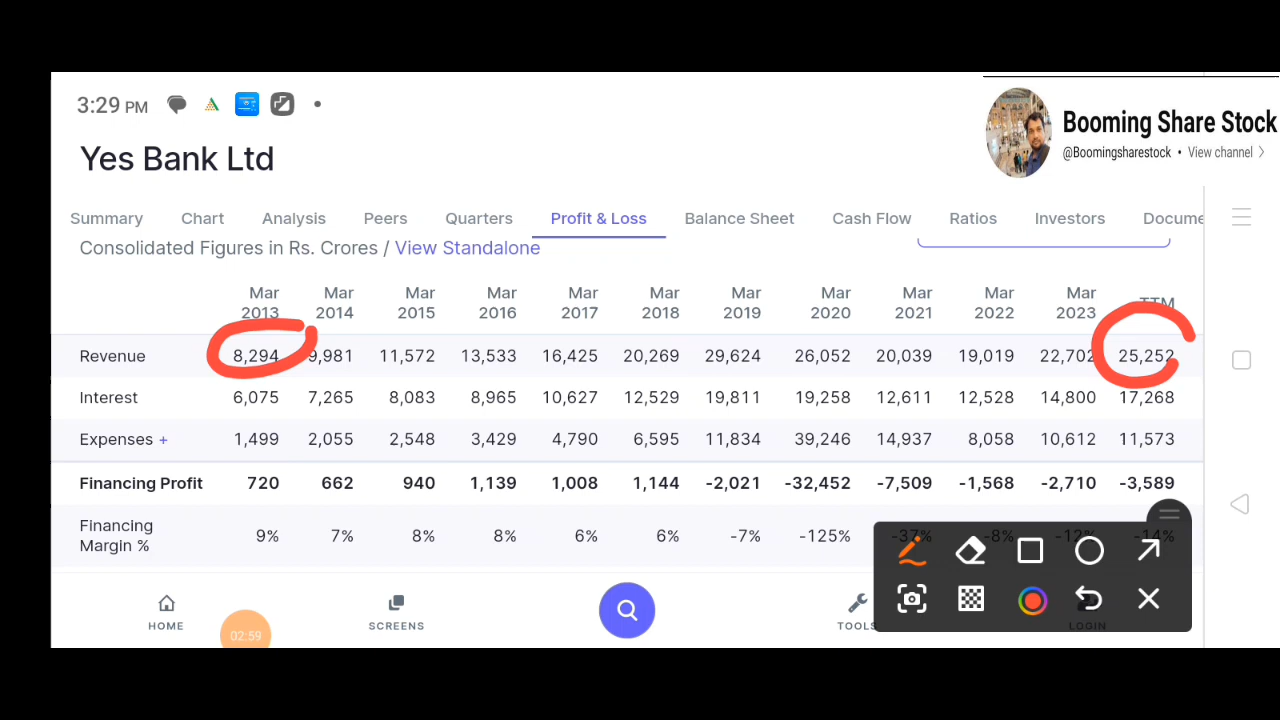 3:29 PM
Booming Share Stock
@Boomingsharestock • View channel
Yes Bank Ltd
Summary Chart Analysis Peers Quarters Profit & Loss Balance Sheet Cash Flow Ratios Investors Docume
Consolidated Figures in Rs. Crores / View Standalone
Mar 2013 Mar 2014 Mar 2015 Mar 2016 Mar 2017 Mar 2018 Mar 2019 Mar 2020 Mar 2021 Mar 2022 Mar 2023 TTM
Revenue 8,294 9,981 11,572 13,533 16,425 20,269 29,624 26,052 20,039 19,019 22,702 25,252
Interest 6,075 7,265 8,083 8,965 10,627 12,529 19,811 19,258 12,611 12,528 14,800 17,268
Expenses + 1,499 2,055 2,548 3,429 4,790 6,595 11,834 39,246 14,937 8,058 10,612 11,573
Financing Profit 720 662 940 1,139 1,008 1,144 -2,021 -32,452 -7,509 -1,568 -2,710 -3,589
Financing Margin % 9% 7% 8% 8% 6% 6% -7% -125% -37% -8% -12% -14%
HOME SCREENS TOOLS LOGIN
02:59